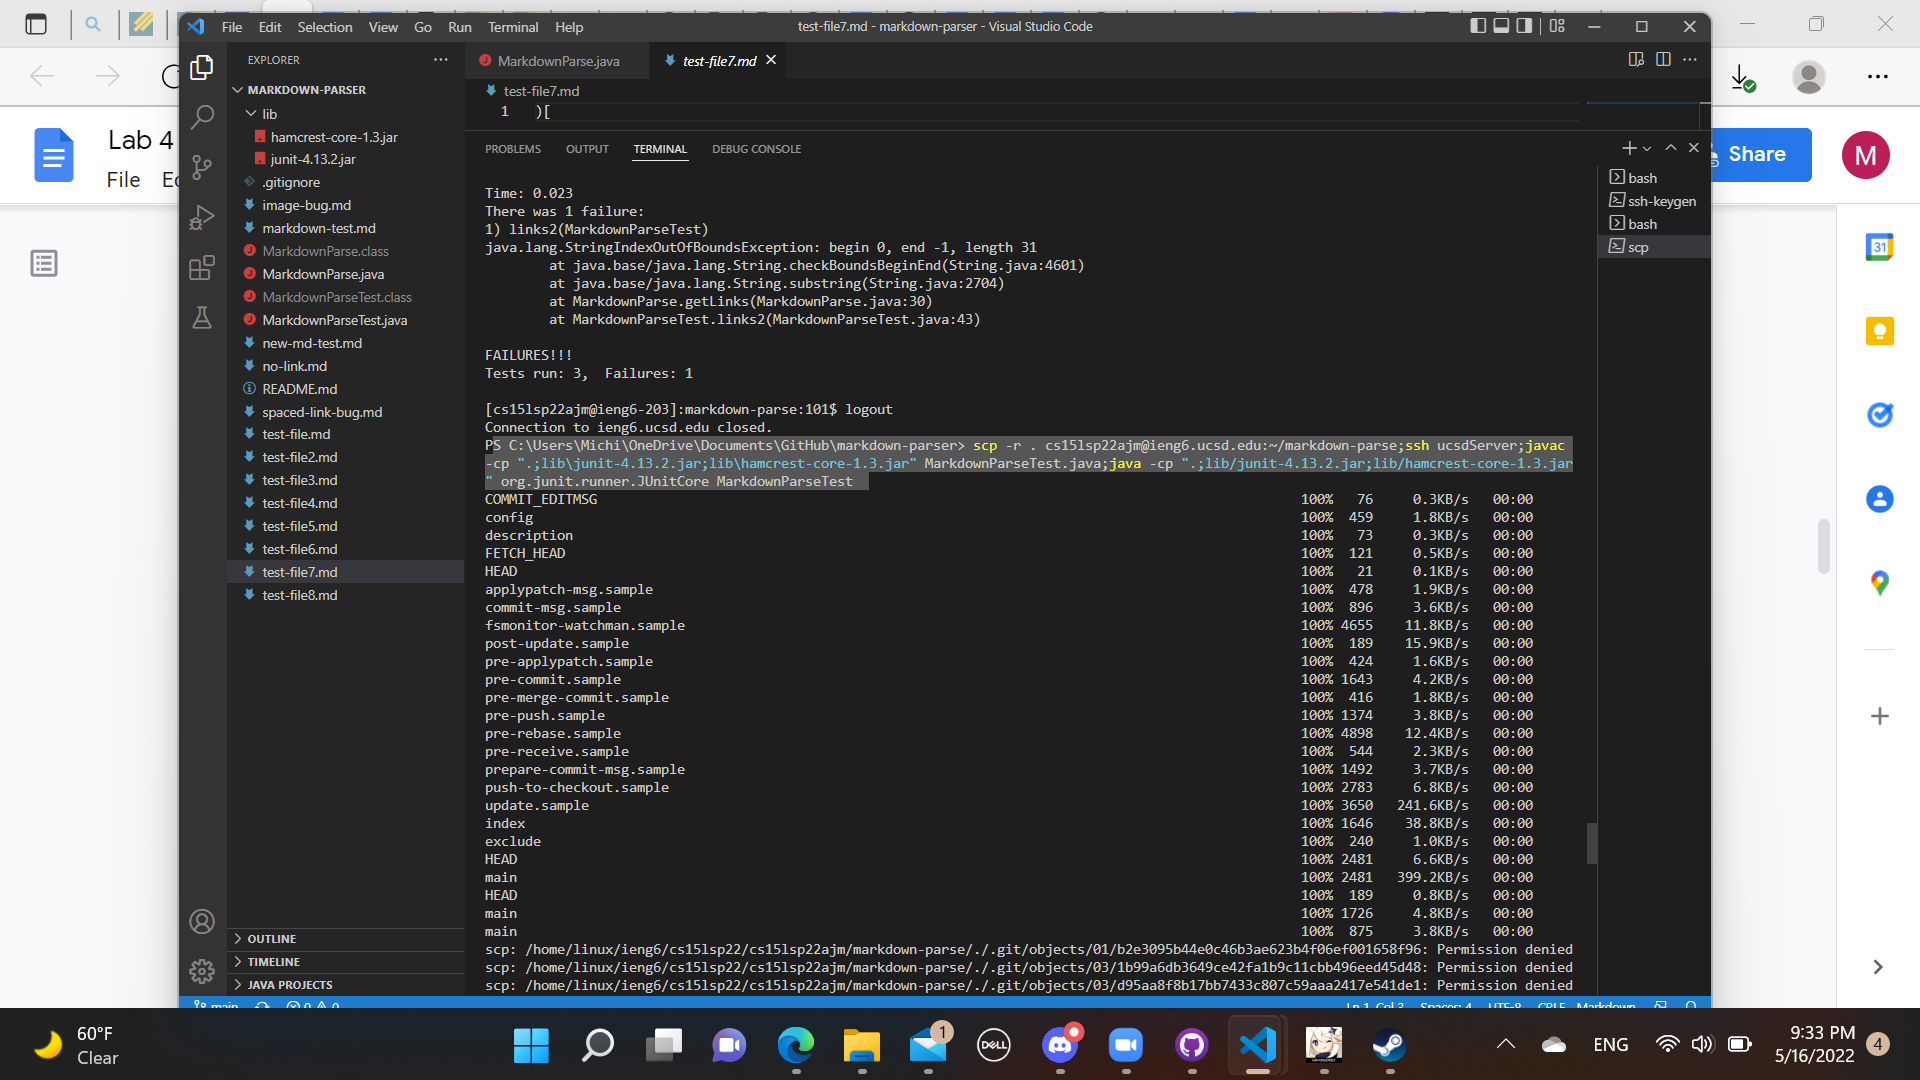 File Edit Selection View Go Run Terminal Help
test-file7.md - markdown-parser - Visual Studio Code
EXPLORER
MarkdownParse.java
test-file7.md
MARKDOWN-PARSER
lib
hamcrest-core-1.3.jar
junit-4.13.2.jar
.gitignore
image-bug.md
markdown-test.md
MarkdownParse.class
MarkdownParse.java
MarkdownParseTest.class
MarkdownParseTest.java
new-md-test.md
no-link.md
README.md
spaced-link-bug.md
test-file.md
test-file2.md
test-file3.md
test-file4.md
test-file5.md
test-file6.md
test-file7.md
test-file8.md
OUTLINE
TIMELINE
JAVA PROJECTS
test-file7.md
1 )[
PROBLEMS OUTPUT TERMINAL DEBUG CONSOLE
bash
ssh-keygen
bash
scp
Time: 0.023
There was 1 failure:
1) links2(MarkdownParseTest)
java.lang.StringIndexOutOfBoundsException: begin 0, end -1, length 31
at java.base/java.lang.String.checkBoundsBeginEnd(String.java:4601)
at java.base/java.lang.String.substring(String.java:2704)
at MarkdownParse.getLinks(MarkdownParse.java:30)
at MarkdownParseTest.links2(MarkdownParseTest.java:43)
FAILURES!!!
Tests run: 3,  Failures: 1
[cs15lsp22ajm@ieng6-203]:markdown-parse:101$ logout
Connection to ieng6.ucsd.edu closed.
PS C:\Users\Michi\OneDrive\Documents\GitHub\markdown-parser> scp -r . cs15lsp22ajm@ieng6.ucsd.edu:~/markdown-parse;ssh ucsdServer;javac
-cp ".;lib\junit-4.13.2.jar;lib\hamcrest-core-1.3.jar" MarkdownParseTest.java;java -cp ".;lib/junit-4.13.2.jar;lib/hamcrest-core-1.3.jar
" org.junit.runner.JUnitCore MarkdownParseTest
COMMIT_EDITMSG 100% 76 0.3KB/s 00:00
config 100% 459 1.8KB/s 00:00
description 100% 73 0.3KB/s 00:00
FETCH_HEAD 100% 121 0.5KB/s 00:00
HEAD 100% 21 0.1KB/s 00:00
applypatch-msg.sample 100% 478 1.9KB/s 00:00
commit-msg.sample 100% 896 3.6KB/s 00:00
fsmonitor-watchman.sample 100% 4655 11.8KB/s 00:00
post-update.sample 100% 189 15.9KB/s 00:00
pre-applypatch.sample 100% 424 1.6KB/s 00:00
pre-commit.sample 100% 1643 4.2KB/s 00:00
pre-merge-commit.sample 100% 416 1.8KB/s 00:00
pre-push.sample 100% 1374 3.8KB/s 00:00
pre-rebase.sample 100% 4898 12.4KB/s 00:00
pre-receive.sample 100% 544 2.3KB/s 00:00
prepare-commit-msg.sample 100% 1492 3.7KB/s 00:00
push-to-checkout.sample 100% 2783 6.8KB/s 00:00
update.sample 100% 3650 241.6KB/s 00:00
index 100% 1646 38.8KB/s 00:00
exclude 100% 240 1.0KB/s 00:00
HEAD 100% 2481 6.6KB/s 00:00
main 100% 2481 399.2KB/s 00:00
HEAD 100% 189 0.8KB/s 00:00
main 100% 1726 4.8KB/s 00:00
main 100% 875 3.8KB/s 00:00
scp: /home/linux/ieng6/cs15lsp22/cs15lsp22ajm/markdown-parse/./.git/objects/01/b2e3095b44e0c46b3ae623b4f06ef001658f96: Permission denied
scp: /home/linux/ieng6/cs15lsp22/cs15lsp22ajm/markdown-parse/./.git/objects/03/1b99a6db3649ce42fa1b9c11cbb496eed45d48: Permission denied
scp: /home/linux/ieng6/cs15lsp22/cs15lsp22ajm/markdown-parse/./.git/objects/03/d95aa8f8b17bb7433c807c59aaa2417e541de1: Permission denied
main 0 0
Ln 1, Col 3 Spaces: 4 UTF-8 CRLF Markdown
Lab 4
File
Share
M
31
60°F
Clear
DELL
1
ENG
9:33 PM
5/16/2022
4